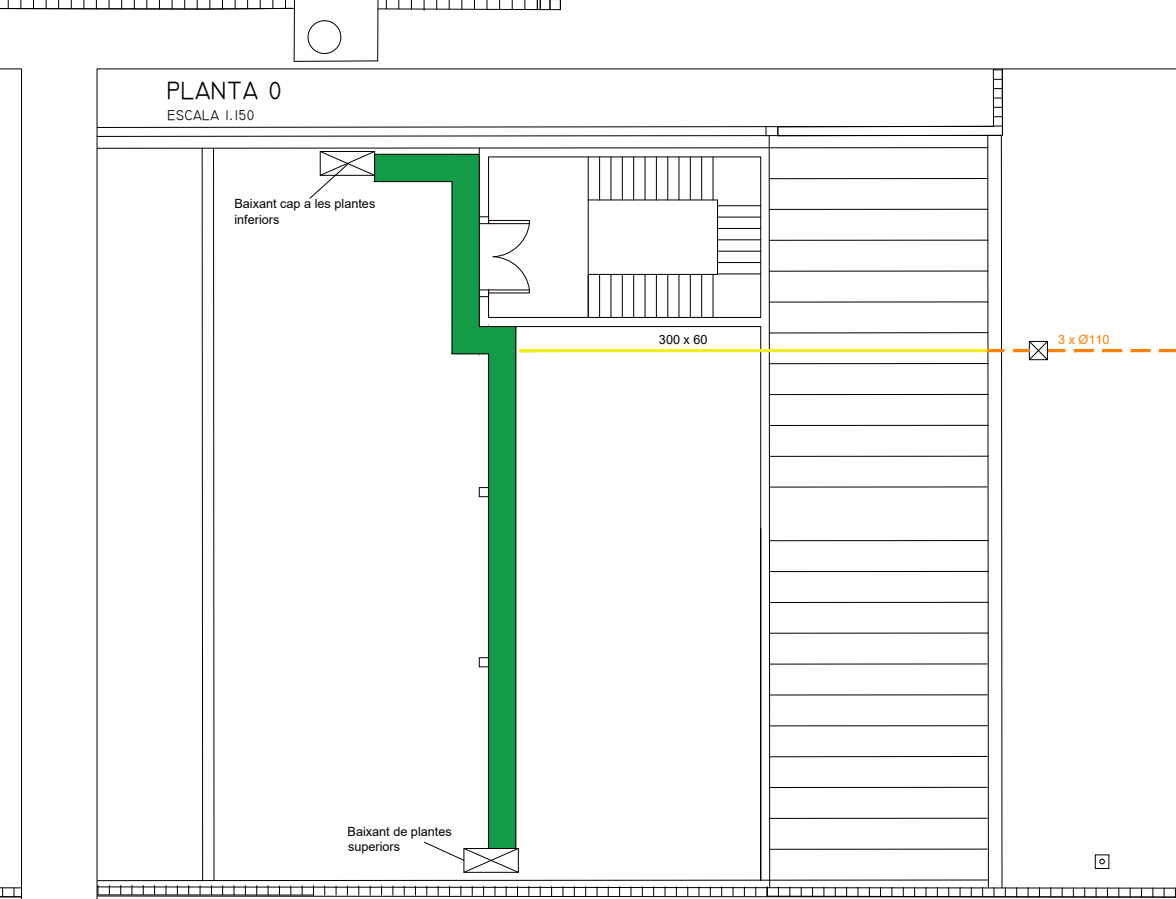 PLANTA 0
ESCALA 1.150
Baixant cap a les plantes
inferiors
300 x 60
3 x Ø110
Baixant de plantes
superiors